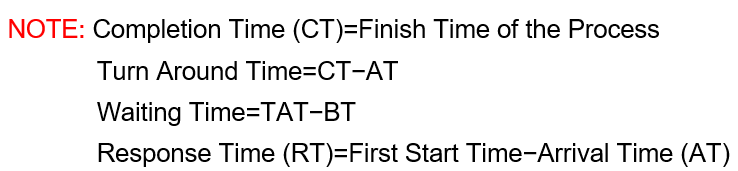 NOTE: Completion Time (CT)=Finish Time of the Process
Turn Around Time=CT−AT
Waiting Time=TAT−BT
Response Time (RT)=First Start Time−Arrival Time (AT)